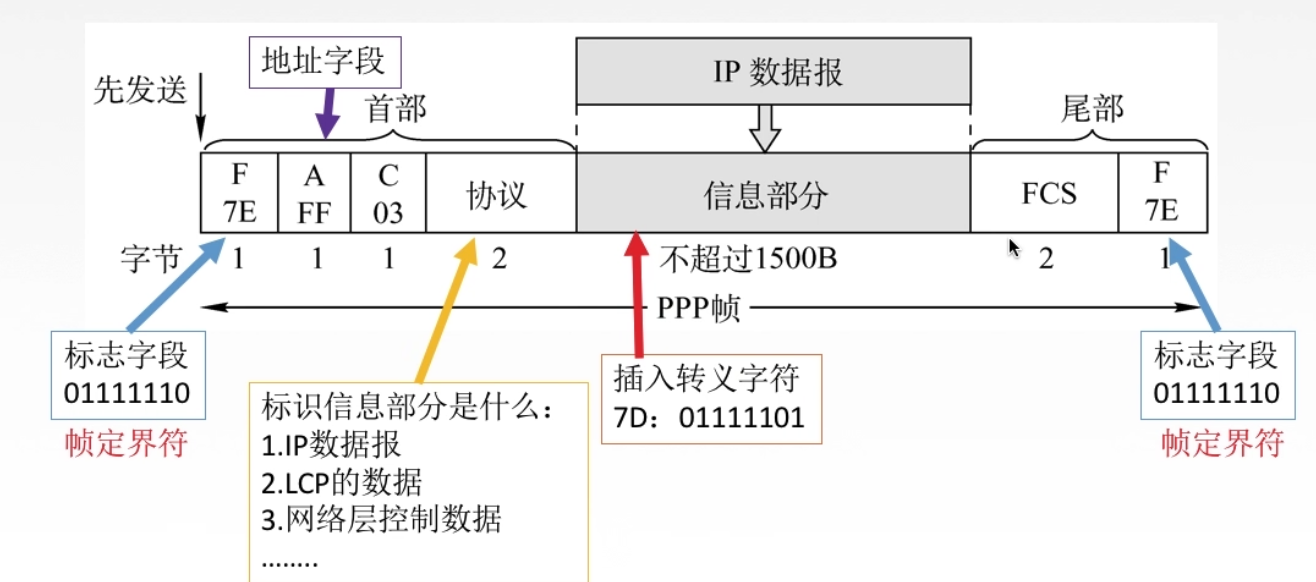 地址字段
IP 数据报
先发送
首部
尾部
F
7E
A
FF
C
03
协议
信息部分
FCS
F
7E
字节
1
1
1
2
不超过1500B
2
1
PPP帧
标志字段
01111110
帧定界符
标识信息部分是什么：
1.IP数据报
2.LCP的数据
3.网络层控制数据
........
插入转义字符
7D：01111101
标志字段
01111110
帧定界符